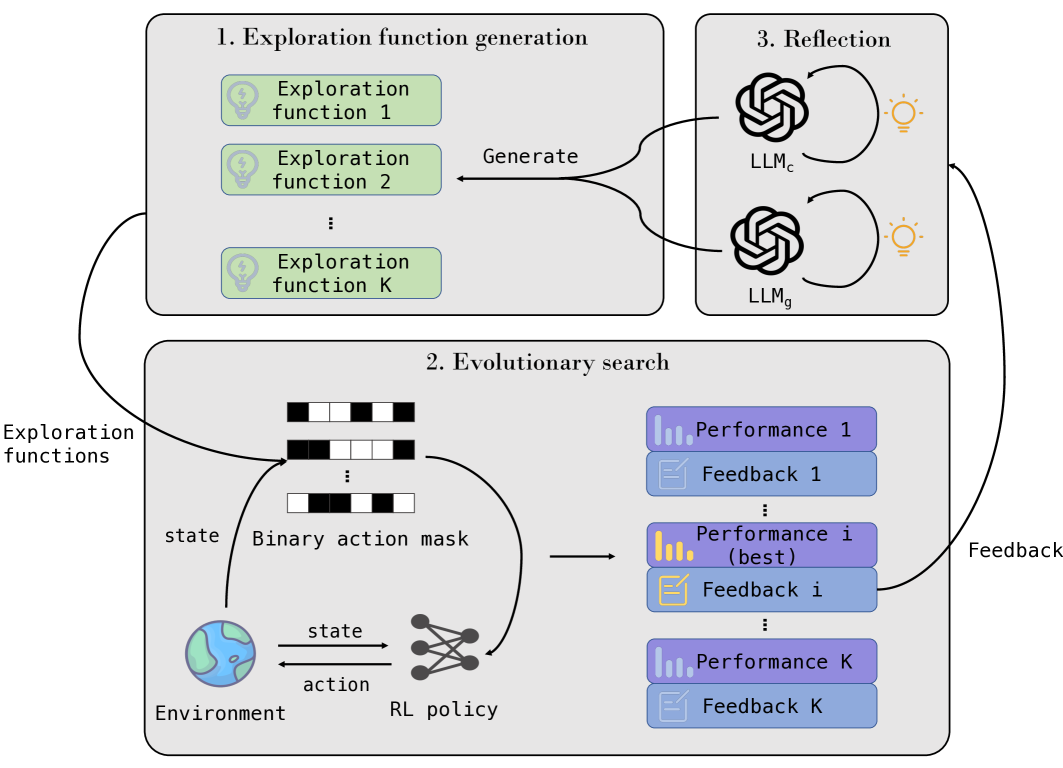 1. Exploration function generation
Exploration
function 1
Exploration
function 2
⋮
Exploration
function K
Generate
3. Reflection
LLMc
LLMg
Exploration
functions
2. Evolutionary search
⋮
Binary action mask
state
state
action
Environment
RL policy
Performance 1
Feedback 1
⋮
Performance i
(best)
Feedback i
⋮
Performance K
Feedback K
Feedback